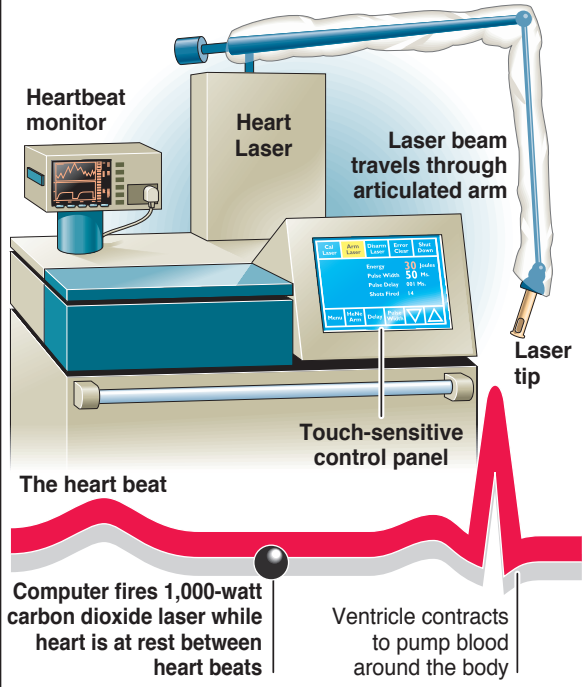 Heartbeat
monitor
Heart
Laser
Laser beam
travels through
articulated arm
Cal Laser
Arm Laser
Disarm Laser
Error Clear
Shut Down
Energy 30 Joules
Pulse Width 50 Ms.
Pulse Delay 001 Ms.
Shots Fired 14
Menu
HeNe Arm
Delay
Pulse Width
Laser
tip
Touch-sensitive
control panel
The heart beat
Computer fires 1,000-watt
carbon dioxide laser while
heart is at rest between
heart beats
Ventricle contracts
to pump blood
around the body